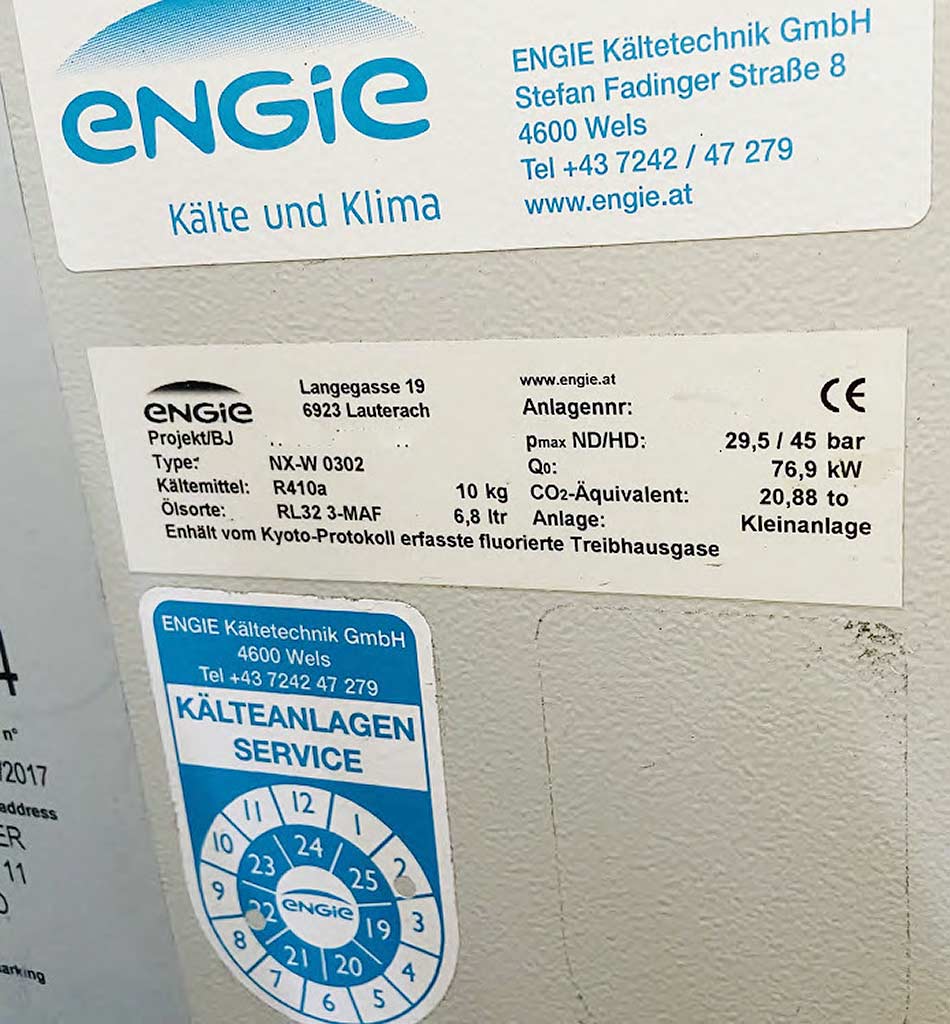 ENGIE
Kälte und Klima
ENGIE Kältetechnik GmbH
Stefan Fadinger Straße 8
4600 Wels
Tel +43 7242 / 47 279
www.engie.at
ENGIE
Langegasse 19
6923 Lauterach
www.engie.at
Anlagennr:
CE
Projekt/BJ
pmax ND/HD: 29,5 / 45 bar
Type: NX-W 0302
Q0: 76,9 kW
Kältemittel: R410a 10 kg
CO2-Äquivalent: 20,88 to
Ölsorte: RL32 3-MAF 6,8 ltr
Anlage: Kleinanlage
Enhält vom Kyoto-Protokoll erfasste fluorierte Treibhausgase
ENGIE Kältetechnik GmbH
4600 Wels
Tel +43 7242 47 279
KÄLTEANLAGEN
SERVICE
11 12 1 2 3 4 5 6 7 8 9 10
23 24 25 19 20 21 22
ENGIE
n°
/2017
address
ER
11
arking